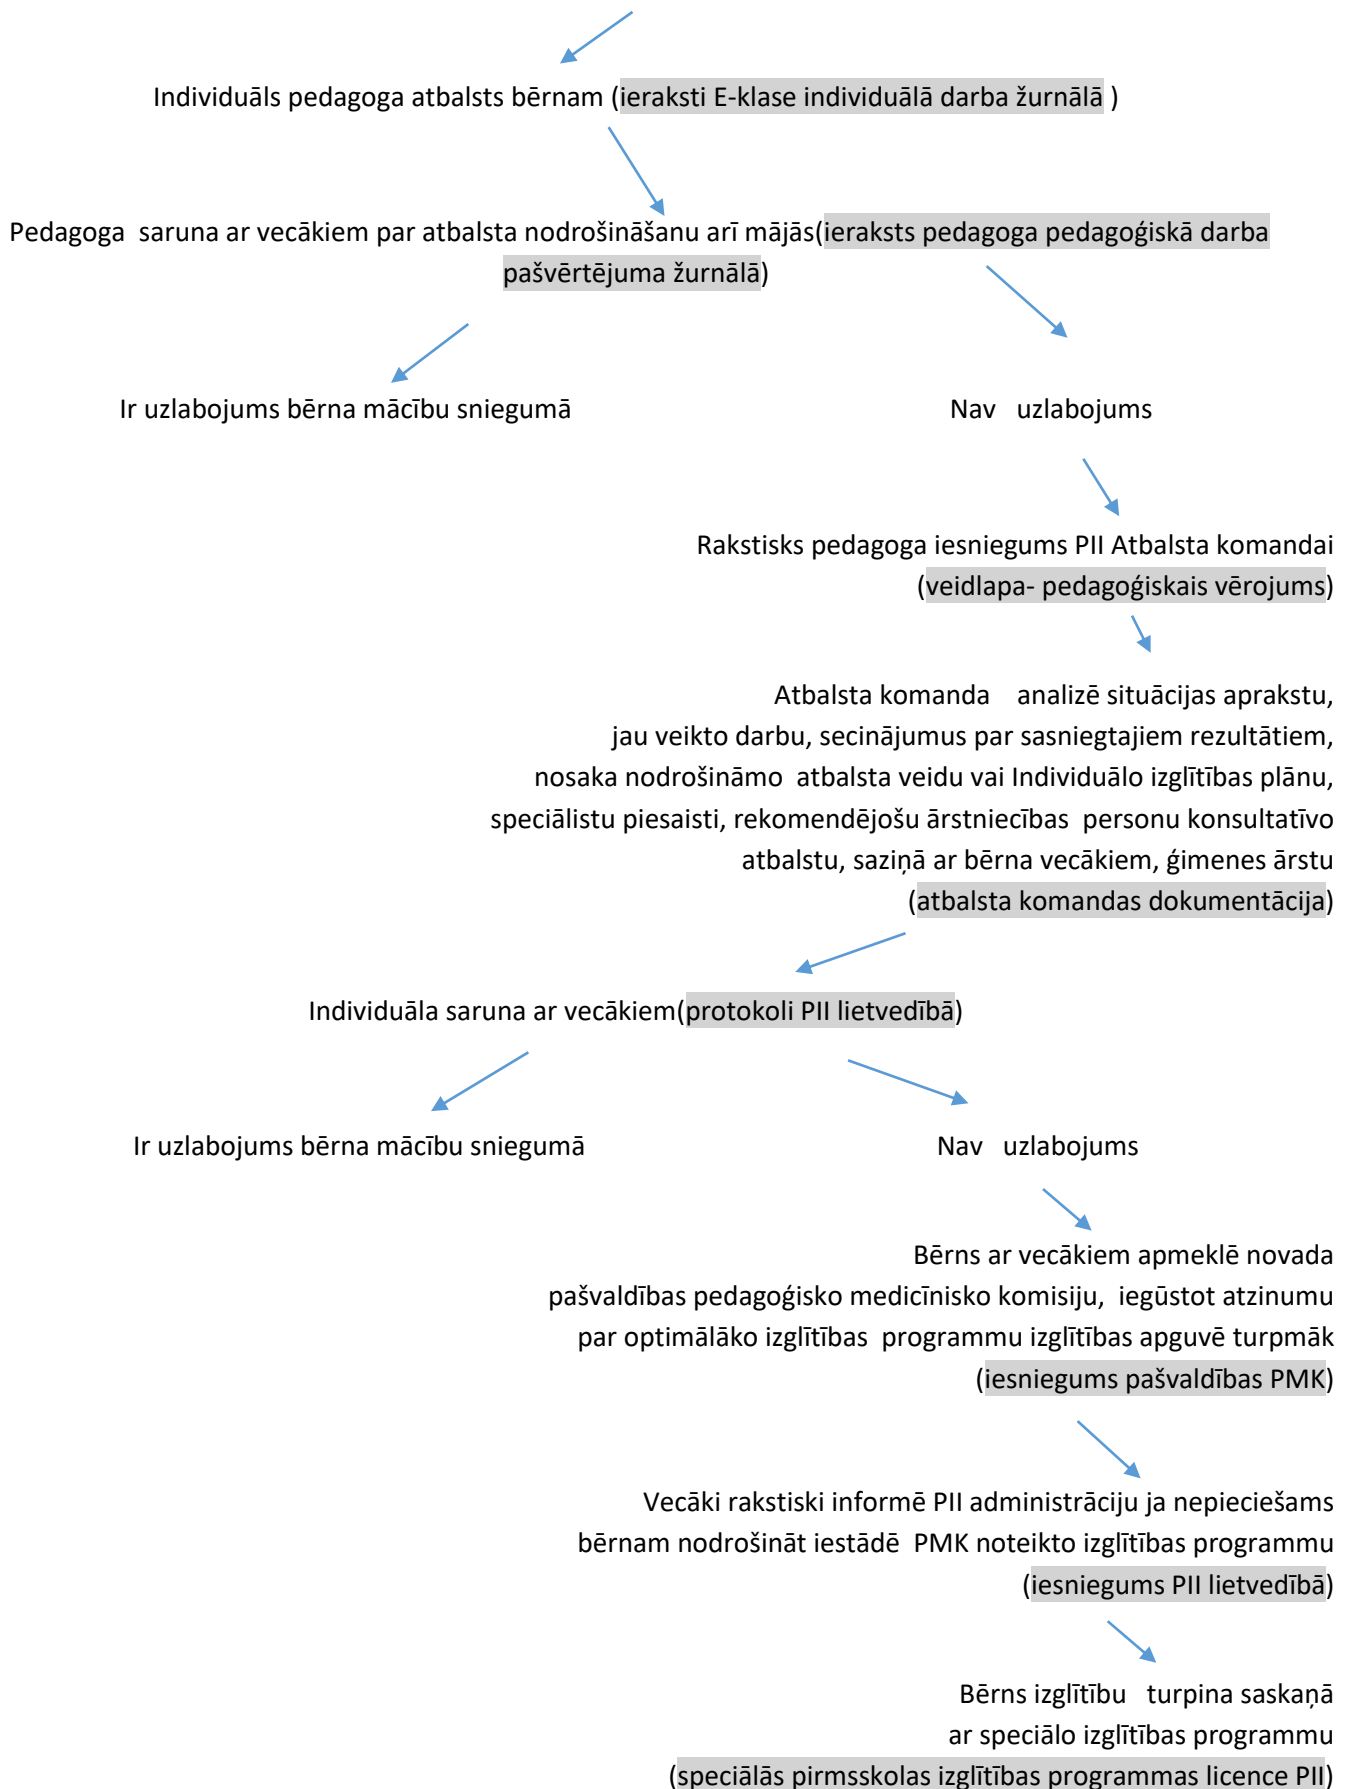 Individuāls pedagoga atbalsts bērnam (ieraksti E-klase individuālā darba žurnālā )
Pedagoga  saruna ar vecākiem par atbalsta nodrošināšanu arī mājās(ieraksts pedagoga pedagoģiskā darba
pašvērtējuma žurnālā)
Ir uzlabojums bērna mācību sniegumā
Nav   uzlabojums
Rakstisks pedagoga iesniegums PII Atbalsta komandai
(veidlapa- pedagoģiskais vērojums)
Atbalsta komanda    analizē situācijas aprakstu,
jau veikto darbu, secinājumus par sasniegtajiem rezultātiem,
nosaka nodrošināmo  atbalsta veidu vai Individuālo izglītības plānu,
speciālistu piesaisti, rekomendējošu ārstniecības  personu konsultatīvo
atbalstu, saziņā ar bērna vecākiem, ģimenes ārstu
(atbalsta komandas dokumentācija)
Individuāla saruna ar vecākiem(protokoli PII lietvedībā)
Ir uzlabojums bērna mācību sniegumā
Nav   uzlabojums
Bērns ar vecākiem apmeklē novada
pašvaldības pedagoģisko medicīnisko komisiju,  iegūstot atzinumu
par optimālāko izglītības  programmu izglītības apguvē turpmāk
(iesniegums pašvaldības PMK)
Vecāki rakstiski informē PII administrāciju ja nepieciešams
bērnam nodrošināt iestādē  PMK noteikto izglītības programmu
(iesniegums PII lietvedībā)
Bērns izglītību   turpina saskaņā
ar speciālo izglītības programmu
(speciālās pirmsskolas izglītības programmas licence PII)